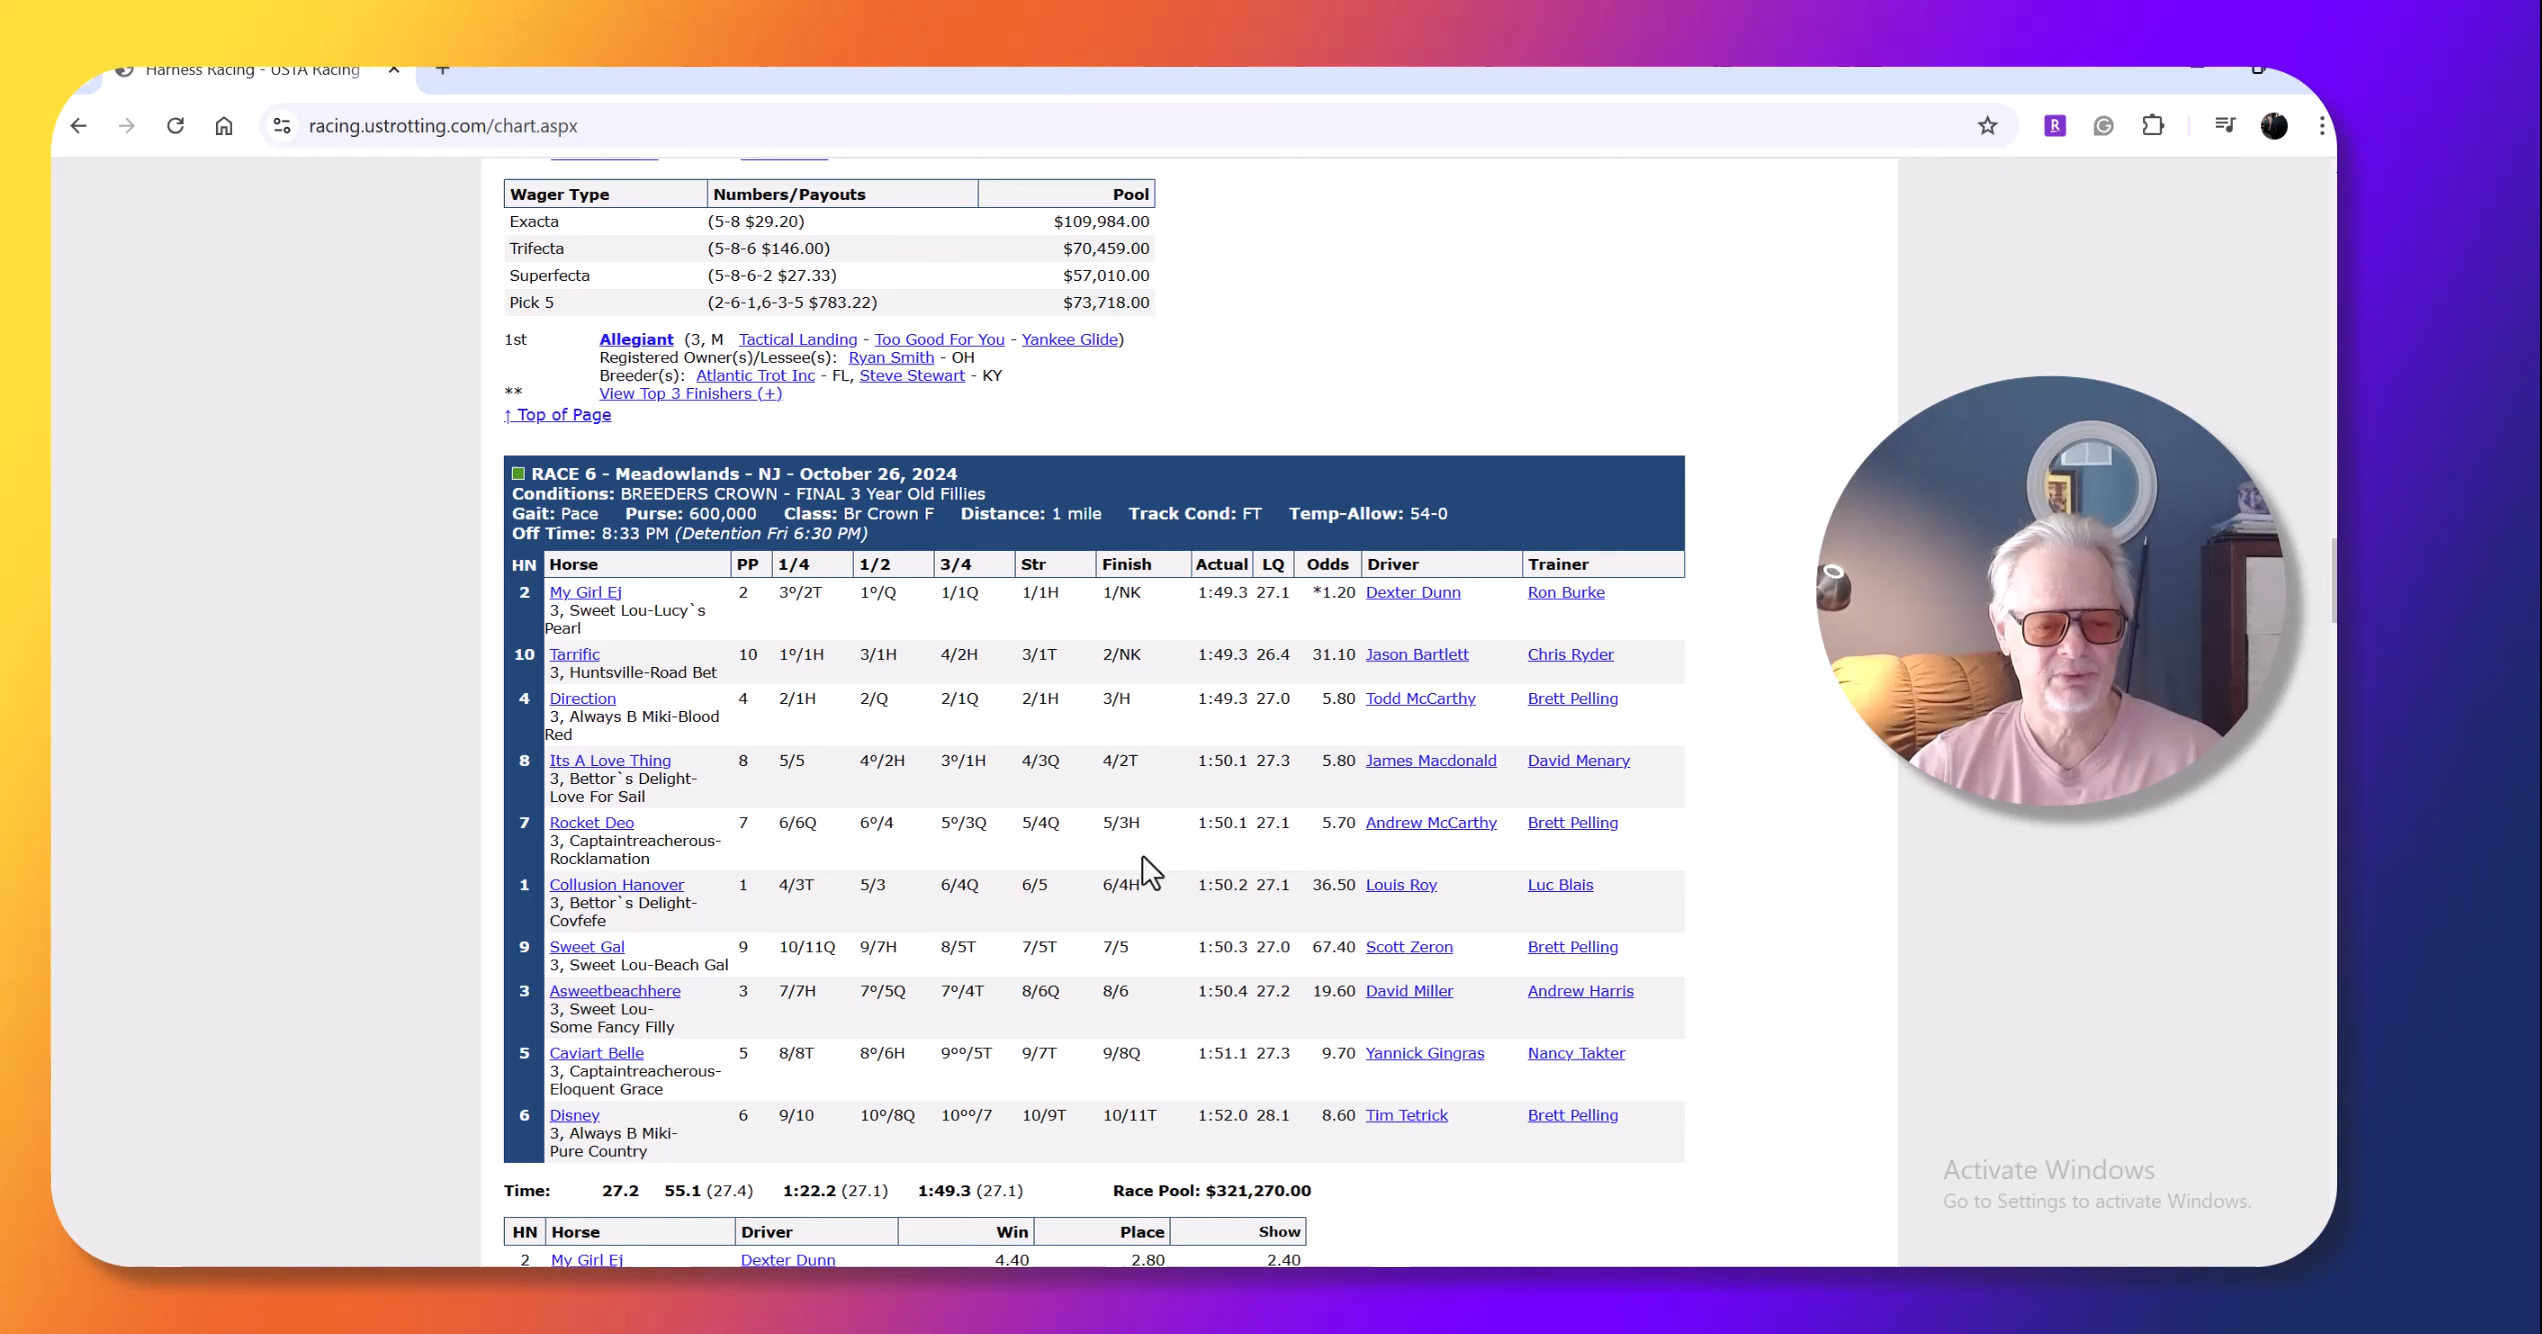 Harness Racing - USTA Racing
racing.ustrotting.com/chart.aspx
Wager Type Numbers/Payouts Pool
Exacta (5-8 $29.20) $109,984.00
Trifecta (5-8-6 $146.00) $70,459.00
Superfecta (5-8-6-2 $27.33) $57,010.00
Pick 5 (2-6-1,6-3-5 $783.22) $73,718.00
1st Allegiant (3, M Tactical Landing - Too Good For You - Yankee Glide)
Registered Owner(s)/Lessee(s): Ryan Smith - OH
Breeder(s): Atlantic Trot Inc - FL, Steve Stewart - KY
** View Top 3 Finishers (+)
↑ Top of Page
RACE 6 - Meadowlands - NJ - October 26, 2024
Conditions: BREEDERS CROWN - FINAL 3 Year Old Fillies
Gait: Pace Purse: 600,000 Class: Br Crown F Distance: 1 mile Track Cond: FT Temp-Allow: 54-0
Off Time: 8:33 PM (Detention Fri 6:30 PM)
HN Horse PP 1/4 1/2 3/4 Str Finish Actual LQ Odds Driver Trainer
2 My Girl Ej 2 3º/2T 1º/Q 1/1Q 1/1H 1/NK 1:49.3 27.1 *1.20 Dexter Dunn Ron Burke
3, Sweet Lou-Lucy`s
Pearl
10 Tarrific 10 1º/1H 3/1H 4/2H 3/1T 2/NK 1:49.3 26.4 31.10 Jason Bartlett Chris Ryder
3, Huntsville-Road Bet
4 Direction 4 2/1H 2/Q 2/1Q 2/1H 3/H 1:49.3 27.0 5.80 Todd McCarthy Brett Pelling
3, Always B Miki-Blood
Red
8 Its A Love Thing 8 5/5 4º/2H 3º/1H 4/3Q 4/2T 1:50.1 27.3 5.80 James Macdonald David Menary
3, Bettor`s Delight-
Love For Sail
7 Rocket Deo 7 6/6Q 6º/4 5º/3Q 5/4Q 5/3H 1:50.1 27.1 5.70 Andrew McCarthy Brett Pelling
3, Captaintreacherous-
Rocklamation
1 Collusion Hanover 1 4/3T 5/3 6/4Q 6/5 6/4H 1:50.2 27.1 36.50 Louis Roy Luc Blais
3, Bettor`s Delight-
Covfefe
9 Sweet Gal 9 10/11Q 9/7H 8/5T 7/5T 7/5 1:50.3 27.0 67.40 Scott Zeron Brett Pelling
3, Sweet Lou-Beach Gal
3 Asweetbeachhere 3 7/7H 7º/5Q 7º/4T 8/6Q 8/6 1:50.4 27.2 19.60 David Miller Andrew Harris
3, Sweet Lou-
Some Fancy Filly
5 Caviart Belle 5 8/8T 8º/6H 9ºº/5T 9/7T 9/8Q 1:51.1 27.3 9.70 Yannick Gingras Nancy Takter
3, Captaintreacherous-
Eloquent Grace
6 Disney 6 9/10 10º/8Q 10ºº/7 10/9T 10/11T 1:52.0 28.1 8.60 Tim Tetrick Brett Pelling
3, Always B Miki-
Pure Country
Time: 27.2 55.1 (27.4) 1:22.2 (27.1) 1:49.3 (27.1) Race Pool: $321,270.00
HN Horse Driver Win Place Show
2 My Girl Ej Dexter Dunn 4.40 2.80 2.40
Activate Windows
Go to Settings to activate Windows.